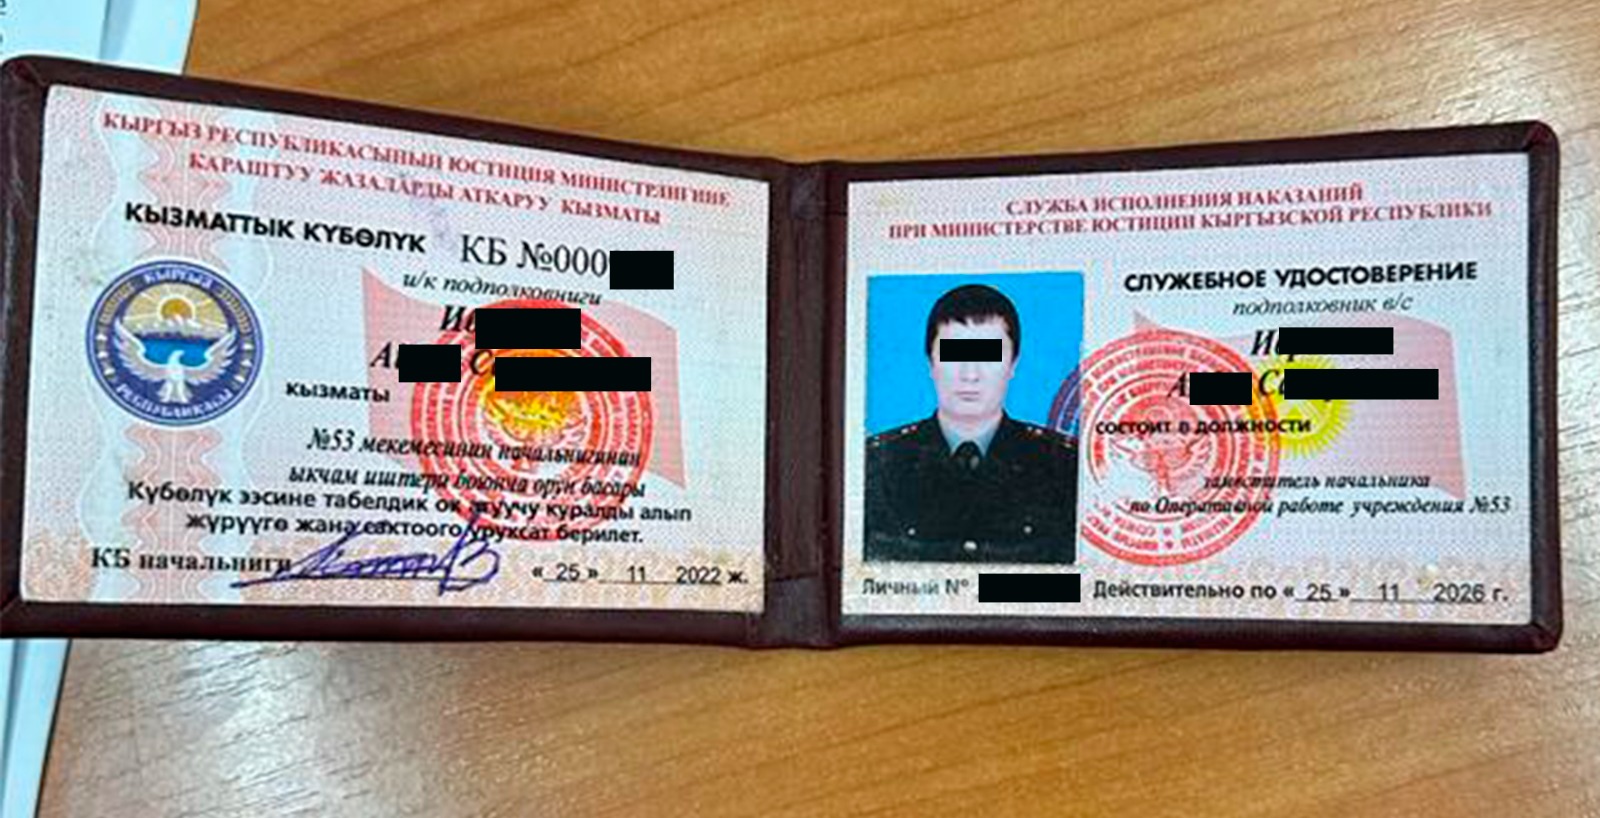 КЫРГЫЗ РЕСПУБЛИКАСЫНЫН ЮСТИЦИЯ МИНИСТРЛИГИНЕ
КАРАШТУУ ЖАЗАЛАРДЫ АТКАРУУ КЫЗМАТЫ
КЫЗМАТТЫК КҮБӨЛҮК КБ №000
и/к подполковниги
И
А С
кызматы
№53 мекемесинин начальнигинин
ыкчам иштери боюнча орун басары
Күбөлүк ээсине табелдик ок атуучу куралды алып
жүрүүгө жана сактоого уруксат берилет.
КБ начальниги « 25 » 11 2022 ж.
КЫРГЫЗ
РЕСПУБЛИКАСЫ
СЛУЖБА ИСПОЛНЕНИЯ НАКАЗАНИЙ
ПРИ МИНИСТЕРСТВЕ ЮСТИЦИИ КЫРГЫЗСКОЙ РЕСПУБЛИКИ
СЛУЖЕБНОЕ УДОСТОВЕРЕНИЕ
подполковник в/с
И
А С
состоит в должности
заместитель начальника
по Оперативной работе учреждения №53
Личный № Действительно по « 25 » 11 2026 г.